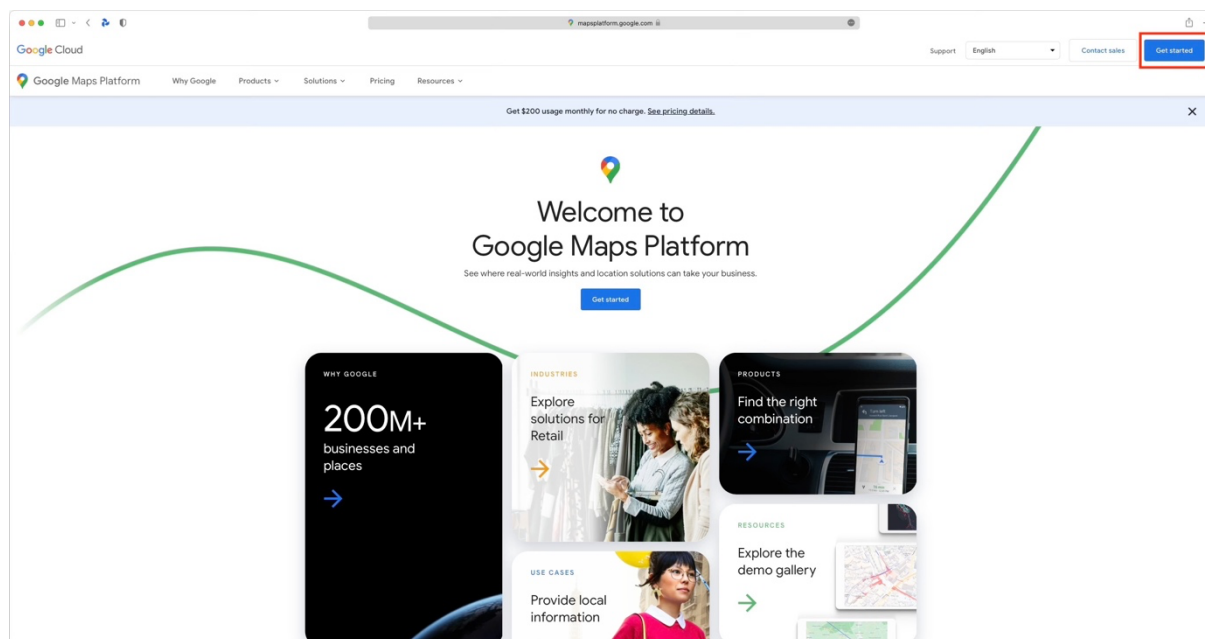 mapsplatform.google.com
Google Cloud
Support
English
Contact sales
Get started
Google Maps Platform
Why Google
Products
Solutions
Pricing
Resources
Get $200 usage monthly for no charge. See pricing details.
Welcome to
Google Maps Platform
See where real-world insights and location solutions can take your business.
Get started
WHY GOOGLE
200M+
businesses and
places
INDUSTRIES
Explore
solutions for
Retail
PRODUCTS
Find the right
combination
USE CASES
Provide local
information
RESOURCES
Explore the
demo gallery